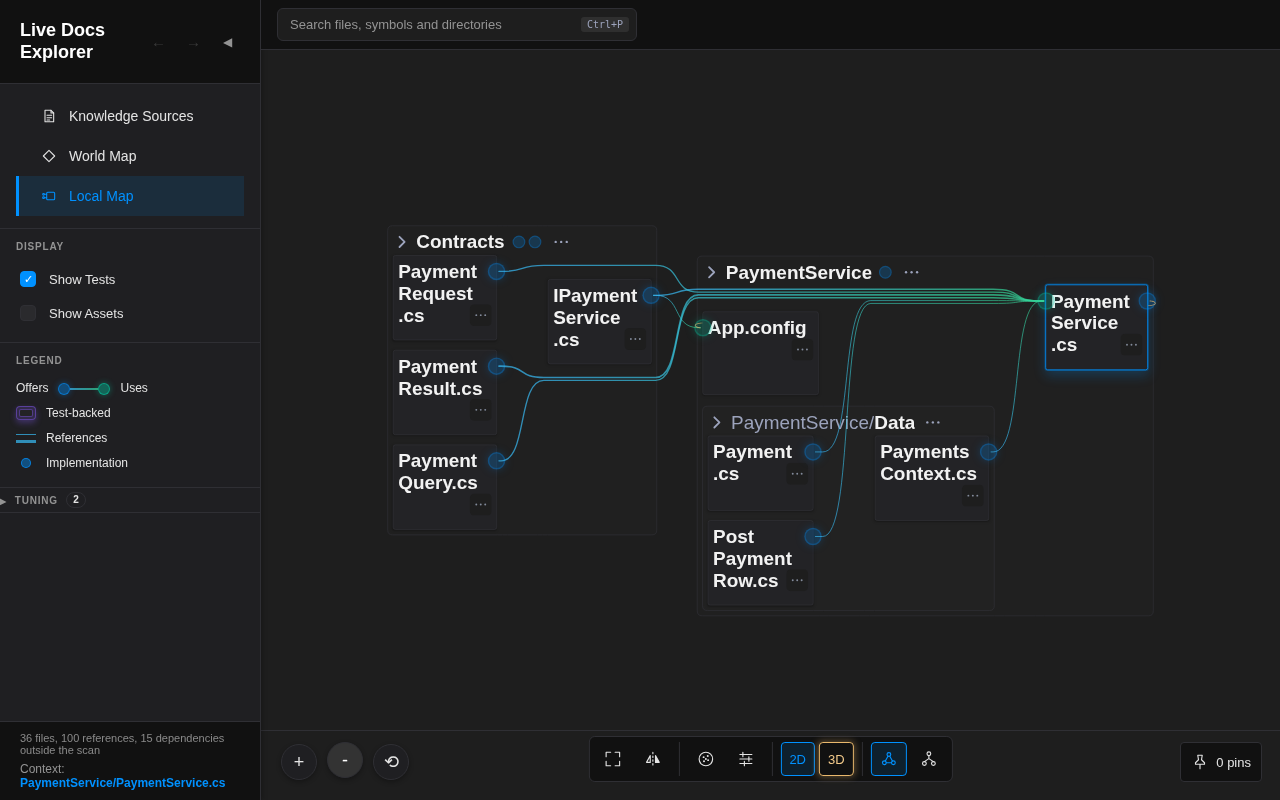 Live Docs
Explorer
Search files, symbols and directories
Ctrl+P
Knowledge Sources
World Map
Local Map
DISPLAY
Show Tests
Show Assets
LEGEND
Offers
Uses
Test-backed
References
Implementation
TUNING 2
36 files, 100 references, 15 dependencies
outside the scan
Context:
PaymentService/PaymentService.cs
Contracts
Payment
Request
.cs
IPayment
Service
.cs
Payment
Result.cs
Payment
Query.cs
PaymentService
App.config
Payment
Service
.cs
PaymentService/Data
Payment
.cs
Payments
Context.cs
Post
Payment
Row.cs
+
-
2D
3D
0 pins